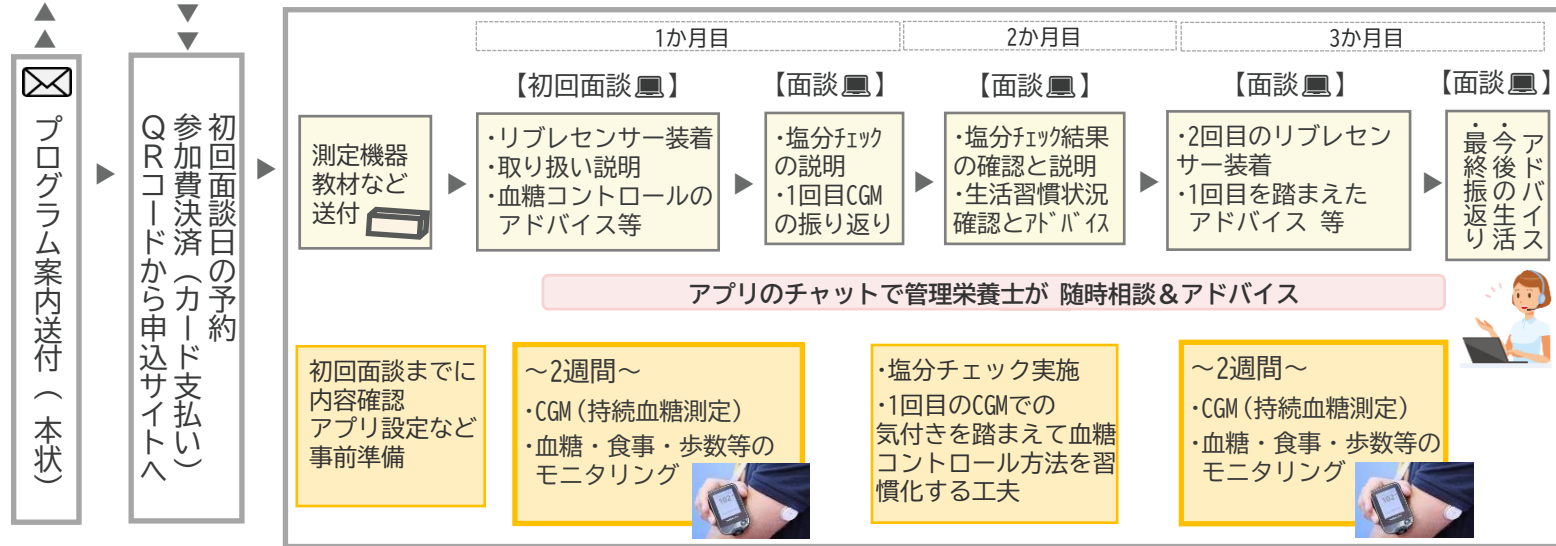 プログラム案内送付（本状）
初回面談日の予約
参加費決済（カード支払い）
ＱＲコードから申込サイトへ
1か月目
2か月目
3か月目
【初回面談】
【面談】
【面談】
【面談】
【面談】
測定機器
教材など
送付
・リブレセンサー装着
・取り扱い説明
・血糖コントロールの
アドバイス等
・塩分ﾁｪｯｸ
の説明
・1回目CGM
の振り返り
・塩分ﾁｪｯｸ結果
の確認と説明
・生活習慣状況
確認とｱﾄﾞﾊﾞｲｽ
・2回目のリブレセン
サー装着
・1回目を踏まえた
アドバイス 等
アドバイス
・今後の生活
・最終振返り
アプリのチャットで管理栄養士が 随時相談＆アドバイス
初回面談までに
内容確認
アプリ設定など
事前準備
～2週間～
・CGM(持続血糖測定)
・血糖・食事・歩数等の
モニタリング
・塩分チェック実施
・1回目のCGMでの
気付きを踏まえて血糖
コントロール方法を習
慣化する工夫
～2週間～
・CGM(持続血糖測定)
・血糖・食事・歩数等の
モニタリング